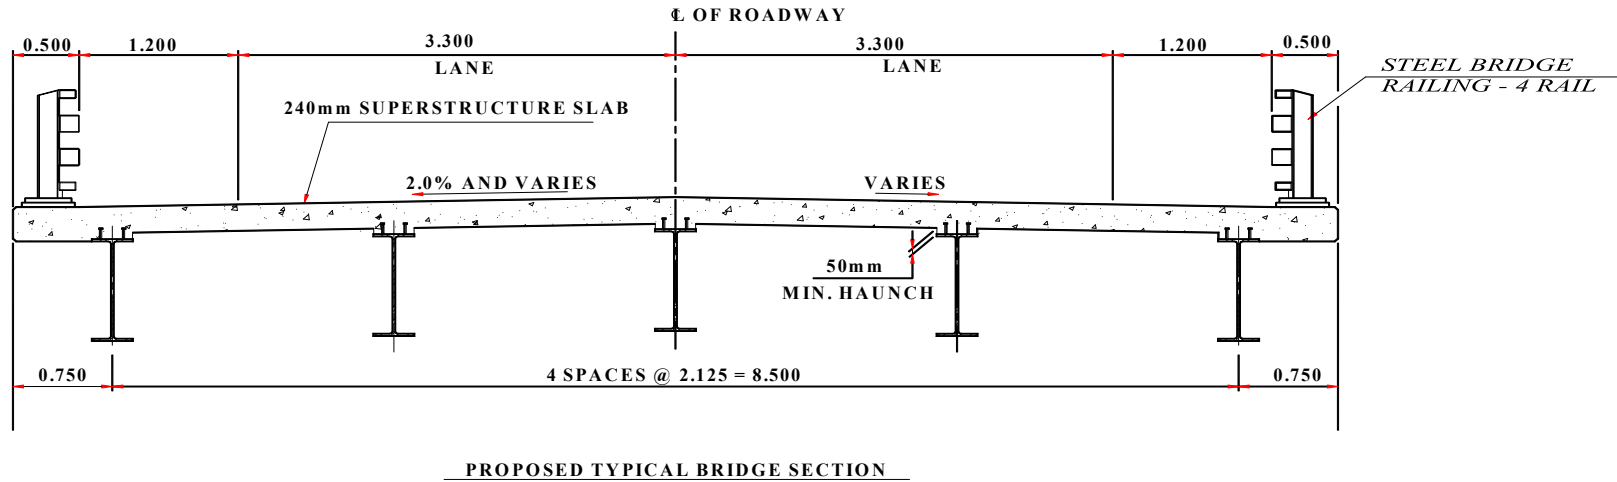 ℄ OF ROADWAY
0.500 1.200 3.300 3.300 1.200 0.500
LANE LANE
STEEL BRIDGE
RAILING - 4 RAIL
240mm SUPERSTRUCTURE SLAB
2.0% AND VARIES VARIES
50mm
MIN. HAUNCH
0.750 4 SPACES @ 2.125 = 8.500 0.750
PROPOSED TYPICAL BRIDGE SECTION